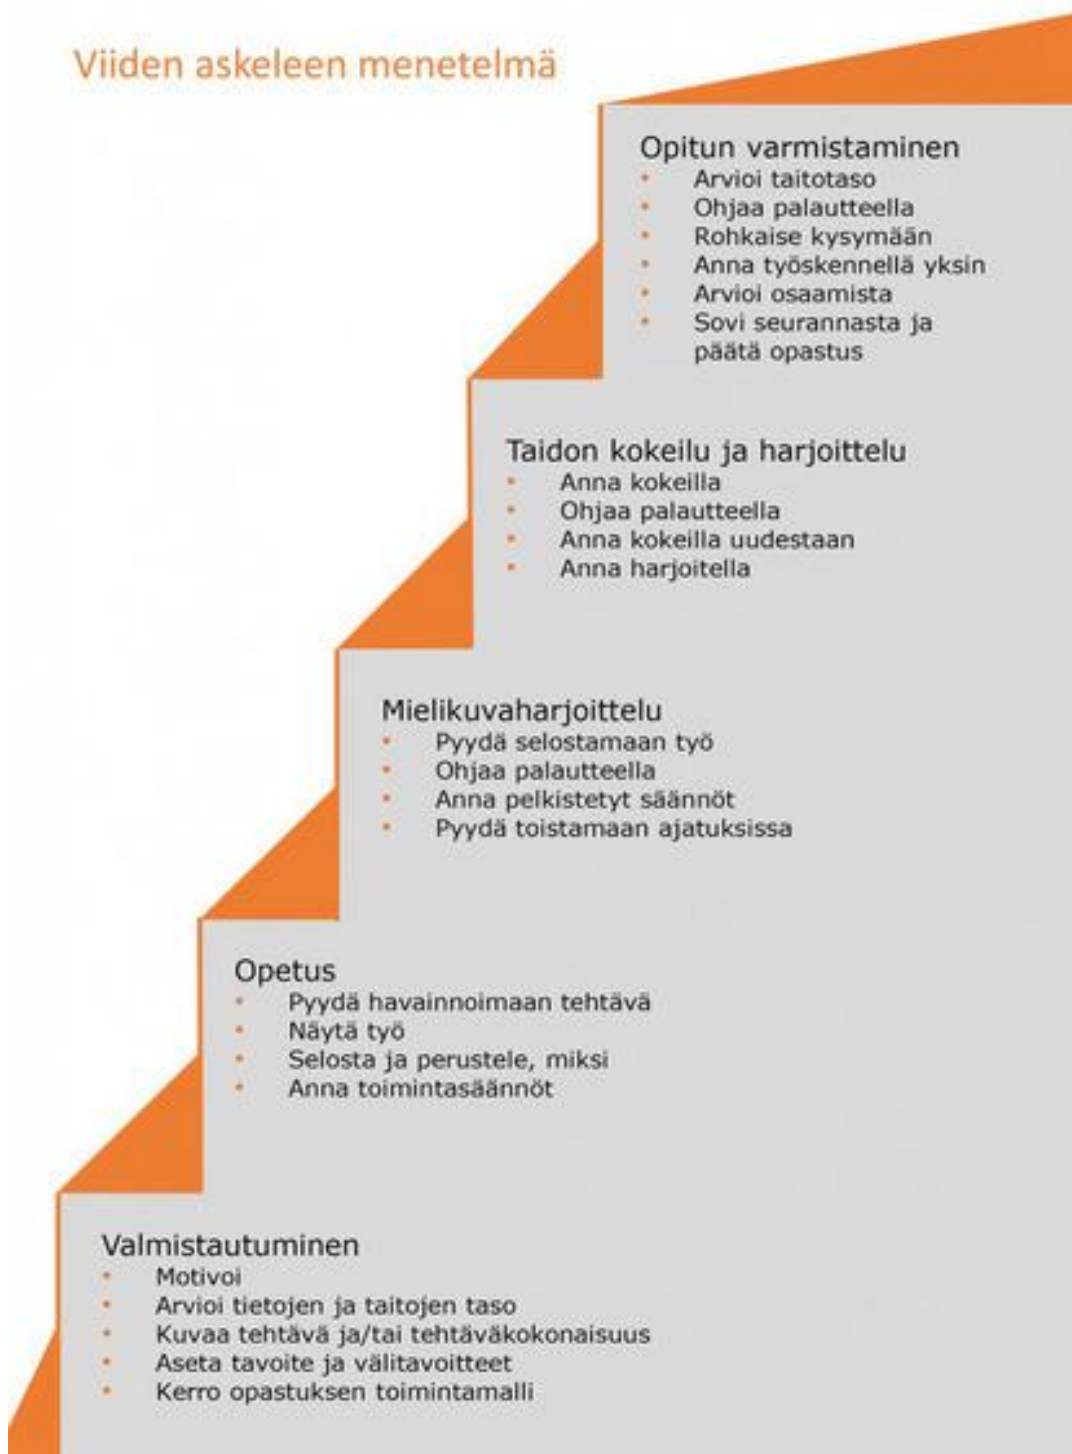 Viiden askeleen menetelmä
Opitun varmistaminen
• Arvioi taitotaso
• Ohjaa palautteella
• Rohkaise kysymään
• Anna työskennellä yksin
• Arvioi osaamista
• Sovi seurannasta ja
päätä opastus
Taidon kokeilu ja harjoittelu
• Anna kokeilla
• Ohjaa palautteella
• Anna kokeilla uudestaan
• Anna harjoitella
Mielikuvaharjoittelu
• Pyydä selostamaan työ
• Ohjaa palautteella
• Anna pelkistetyt säännöt
• Pyydä toistamaan ajatuksissa
Opetus
• Pyydä havainnoimaan tehtävä
• Näytä työ
• Selosta ja perustele, miksi
• Anna toimintasäännöt
Valmistautuminen
• Motivoi
• Arvioi tietojen ja taitojen taso
• Kuvaa tehtävä ja/tai tehtäväkokonaisuus
• Aseta tavoite ja välitavoitteet
• Kerro opastuksen toimintamalli